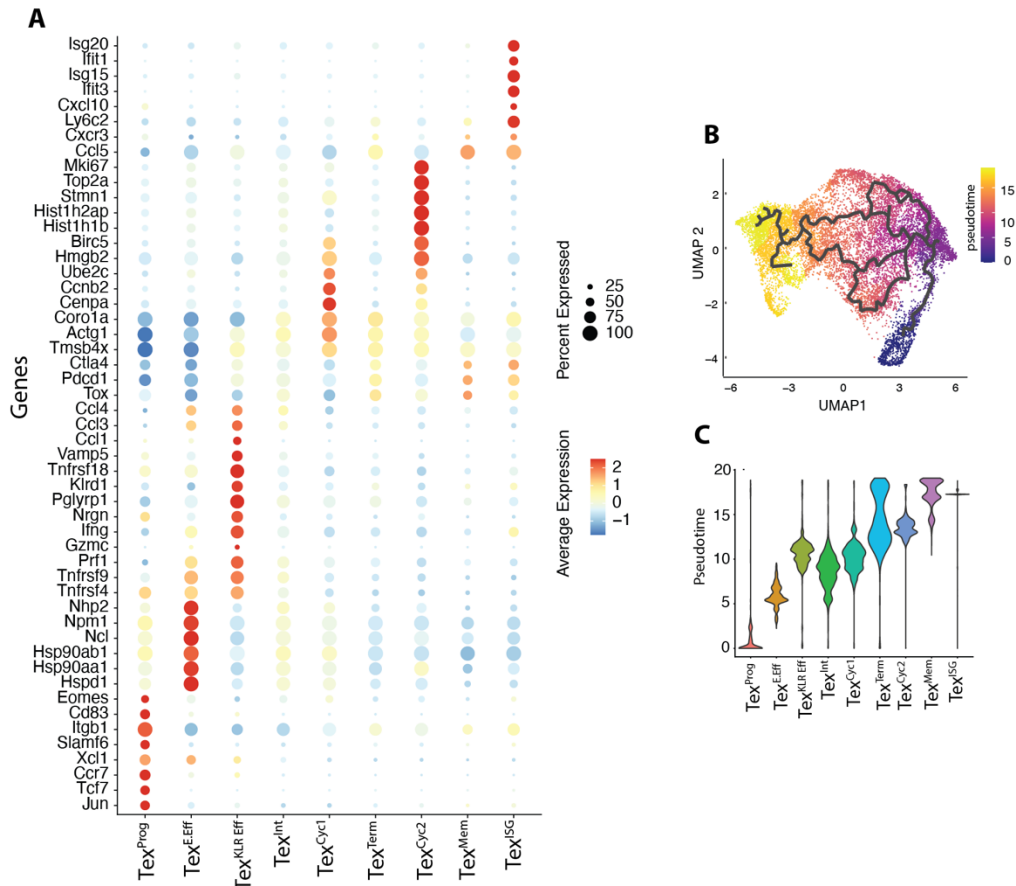 A
Genes
Isg20
Ifit1
Isg15
Ifit3
Cxcl10
Ly6c2
Cxcr3
Ccl5
Mki67
Top2a
Stmn1
Hist1h2ap
Hist1h1b
Birc5
Hmgb2
Ube2c
Ccnb2
Cenpa
Coro1a
Actg1
Tmsb4x
Ctla4
Pdcd1
Tox
Ccl4
Ccl3
Ccl1
Vamp5
Tnfrsf18
Klrd1
Pglyrp1
Nrgn
Ifng
Gzmc
Prf1
Tnfrsf9
Tnfrsf4
Nhp2
Npm1
Ncl
Hsp90ab1
Hsp90aa1
Hspd1
Eomes
Cd83
Itgb1
Slamf6
Xcl1
Ccr7
Tcf7
Jun
Tex^Prog
Tex^E.Eff
Tex^KLR Eff
Tex^Int
Tex^Cyc1
Tex^Term
Tex^Cyc2
Tex^Mem
Tex^ISG
Percent Expressed
25
50
75
100
Average Expression
2
1
0
−1
B
UMAP 2
2
0
−2
−4
−6
−3
0
3
6
UMAP1
pseudotime
15
10
5
0
C
Pseudotime
20
15
10
5
0
Tex^Prog
Tex^E.Eff
Tex^KLR Eff
Tex^Int
Tex^Cyc1
Tex^Term
Tex^Cyc2
Tex^Mem
Tex^ISG